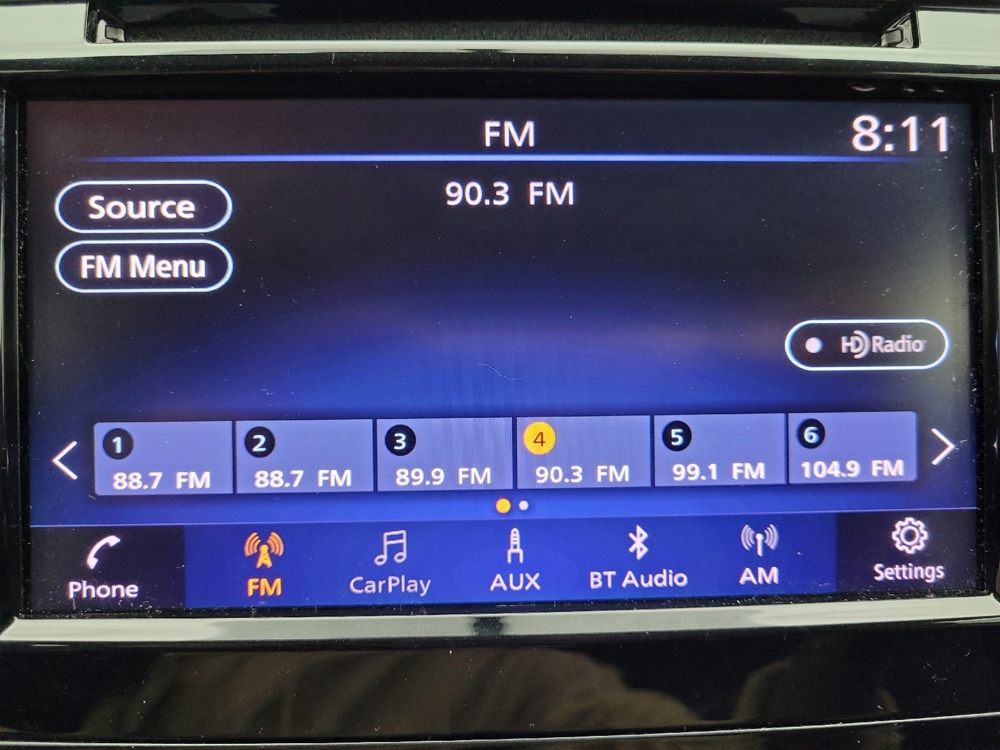 FM
8:11
90.3 FM
Source
FM Menu
HD Radio
1
88.7 FM
2
88.7 FM
3
89.9 FM
4
90.3 FM
5
99.1 FM
6
104.9 FM
Phone
FM
CarPlay
AUX
BT Audio
AM
Settings